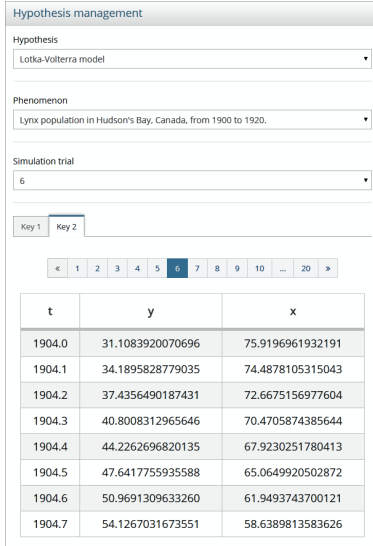 Hypothesis management
Hypothesis
Lotka-Volterra model
Phenomenon
Lynx population in Hudson's Bay, Canada, from 1900 to 1920.
Simulation trial
6
Key 1 Key 2
« 1 2 3 4 5 6 7 8 9 10 ... 20 »
t y x
1904.0 31.1083920070696 75.9196961932191
1904.1 34.1895828779035 74.4878105315043
1904.2 37.4356490187431 72.6675156977604
1904.3 40.8008312965646 70.4705874385644
1904.4 44.2262696820135 67.9230251780413
1904.5 47.6417755935588 65.0649920502872
1904.6 50.9691309633260 61.9493743700121
1904.7 54.1267031673551 58.6389813583626